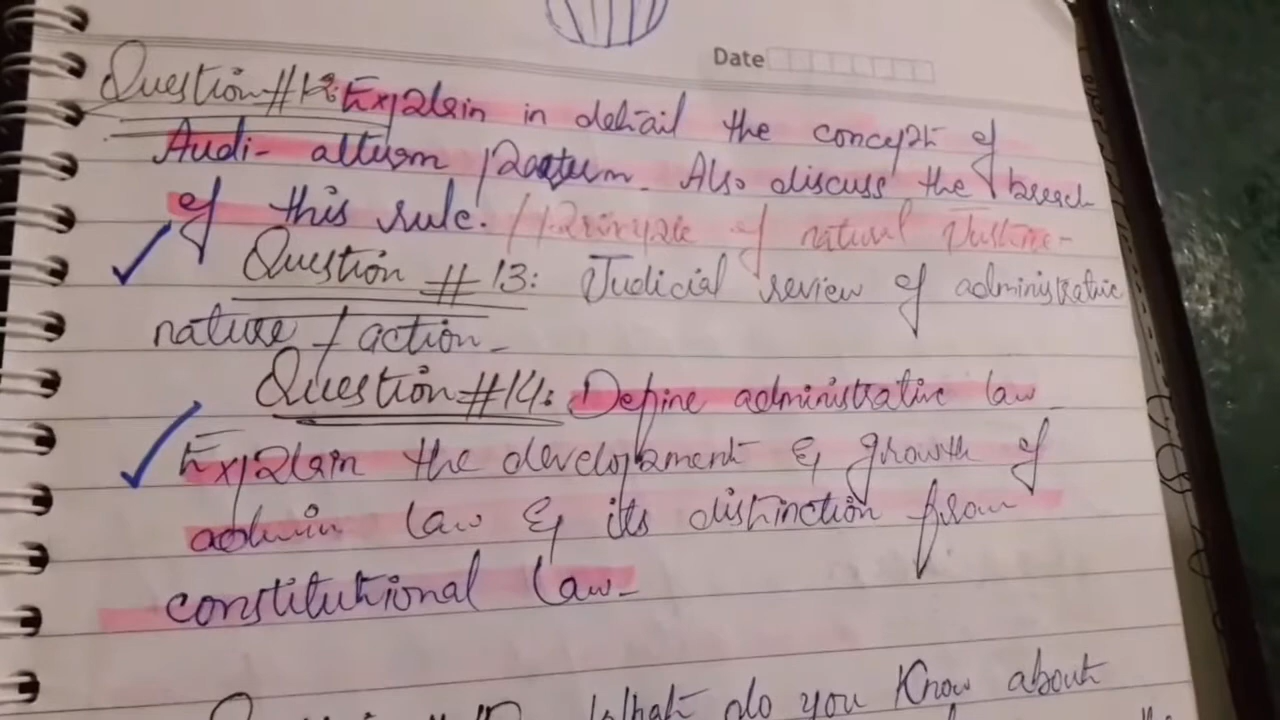 Date
Question #12: Explain in detail the concept of
Audi- alturm Partum. Also discuss the breach
of this rule. / Principle of natural Justice-
✓ Question # 13: Judicial review of administrative
nature / action-
Question #14: Define administrative law
✓ Explain the development & growth of
admin law & its distinction from
constitutional law-
What do you Know about